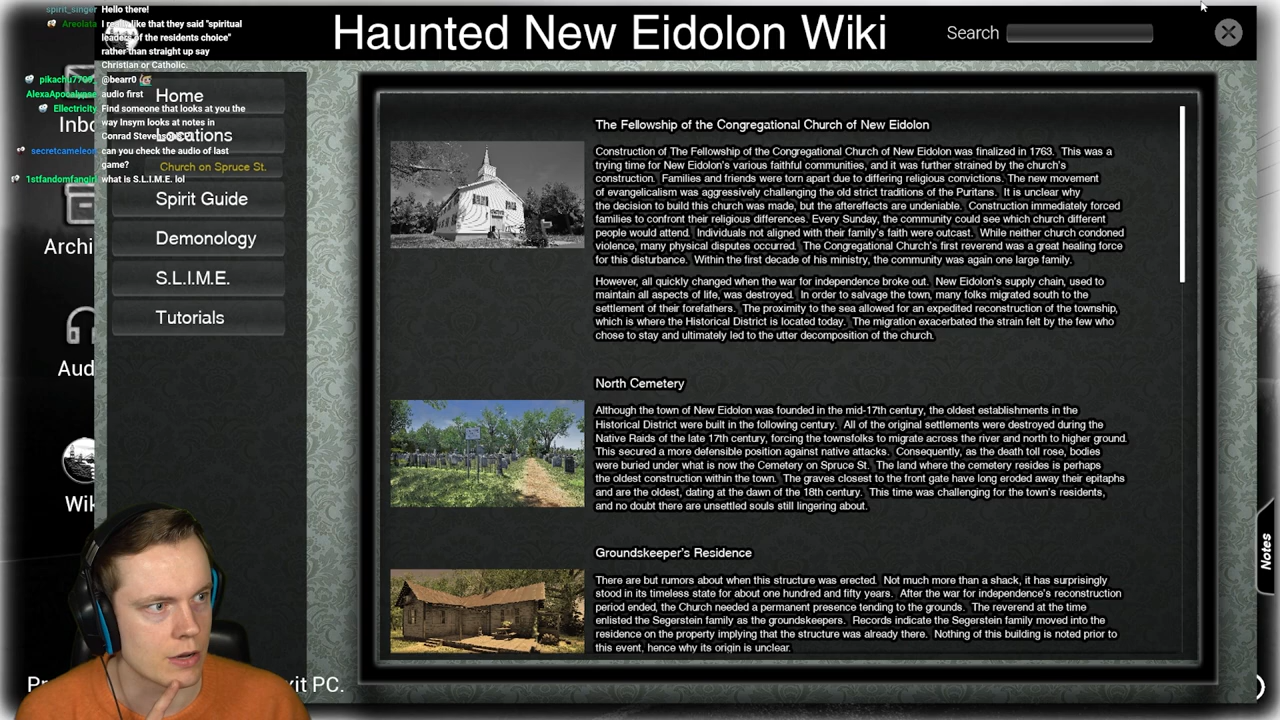 spirit_singer Hello there!
Areolata I really like that they said "spiritual
leaders of the residents choice"
rather than straight up say
Christian or Catholic.
pikachu7709 @bearr0
AlexaApocalypse audio first
Ellectricity Find someone that looks at you the
way Insym looks at notes in
Conrad Stevenson's
secretcameleon can you check the audio of last
game?
1stfandomfangirl what is S.L.I.M.E. lol
Haunted New Eidolon Wiki
Search
Home
Locations
Church on Spruce St.
Spirit Guide
Demonology
S.L.I.M.E.
Tutorials
Inbo
Archi
Aud
Wik
The Fellowship of the Congregational Church of New Eidolon
Construction of The Fellowship of the Congregational Church of New Eidolon was finalized in 1763. This was a
trying time for New Eidolon's various faithful communities, and it was further strained by the church's
construction. Families and friends were torn apart due to differing religious convictions. The new movement
of evangelicalism was aggressively challenging the old strict traditions of the Puritans. It is unclear why
the decision to build this church was made, but the aftereffects are undeniable. Construction immediately forced
families to confront their religious differences. Every Sunday, the community could see which church different
people would attend. Individuals not aligned with their family's faith were outcast. While neither church condoned
violence, many physical disputes occurred. The Congregational Church's first reverend was a great healing force
for this disturbance. Within the first decade of his ministry, the community was again one large family.
However, all quickly changed when the war for independence broke out. New Eidolon's supply chain, used to
maintain all aspects of life, was destroyed. In order to salvage the town, many folks migrated south to the
settlement of their forefathers. The proximity to the sea allowed for an expedited reconstruction of the township,
which is where the Historical District is located today. The migration exacerbated the strain felt by the few who
chose to stay and ultimately led to the utter decomposition of the church.
North Cemetery
Although the town of New Eidolon was founded in the mid-17th century, the oldest establishments in the
Historical District were built in the following century. All of the original settlements were destroyed during the
Native Raids of the late 17th century, forcing the townsfolks to migrate across the river and north to higher ground.
This secured a more defensible position against native attacks. Consequently, as the death toll rose, bodies
were buried under what is now the Cemetery on Spruce St. The land where the cemetery resides is perhaps
the oldest construction within the town. The graves closest to the front gate have long eroded away their epitaphs
and are the oldest, dating at the dawn of the 18th century. This time was challenging for the town's residents,
and no doubt there are unsettled souls still lingering about.
Groundskeeper's Residence
There are but rumors about when this structure was erected. Not much more than a shack, it has surprisingly
stood in its timeless state for about one hundred and fifty years. After the war for independence's reconstruction
period ended, the Church needed a permanent presence tending to the grounds. The reverend at the time
enlisted the Segerstein family as the groundskeepers. Records indicate the Segerstein family moved into the
residence on the property implying that the structure was already there. Nothing of this building is noted prior to
this event, hence why its origin is unclear.
Notes
Pr
xit PC.